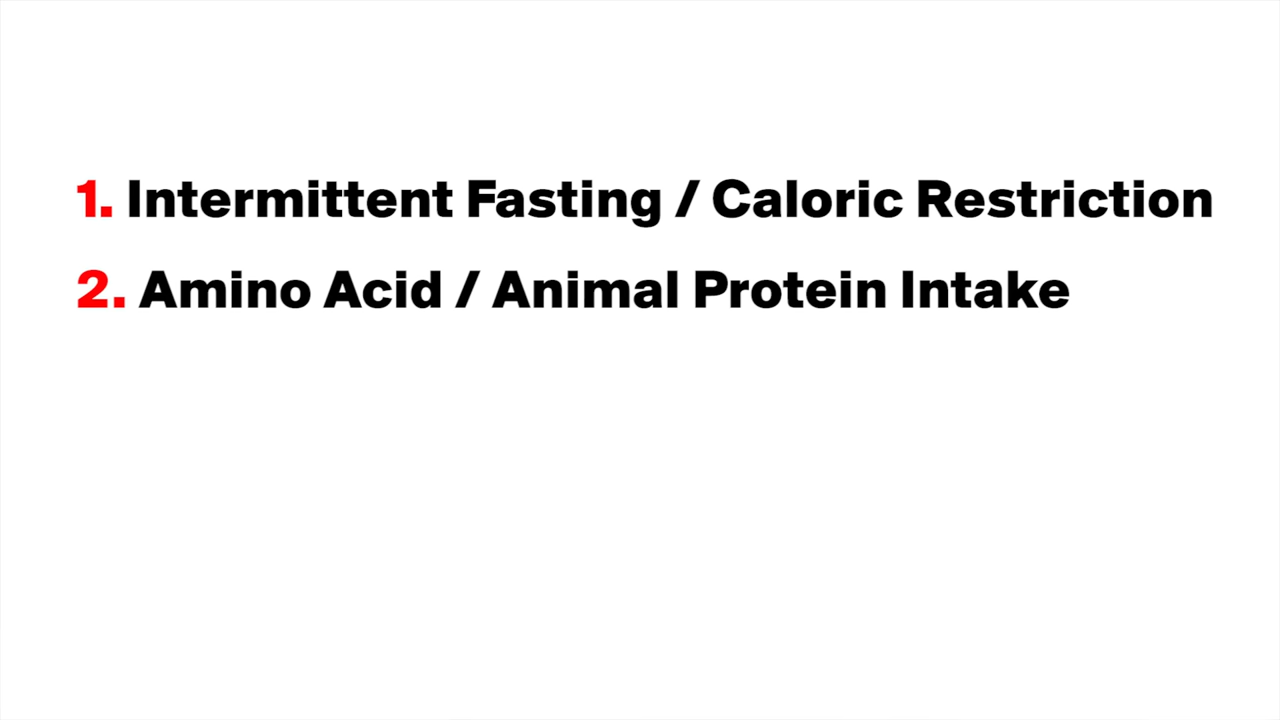 1. Intermittent Fasting / Caloric Restriction
2. Amino Acid / Animal Protein Intake